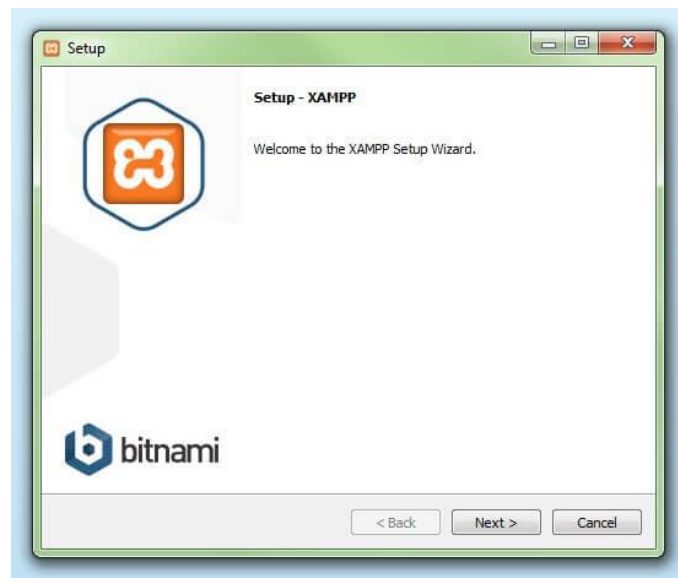 Setup
Setup - XAMPP
Welcome to the XAMPP Setup Wizard.
bitnami
< Back
Next >
Cancel